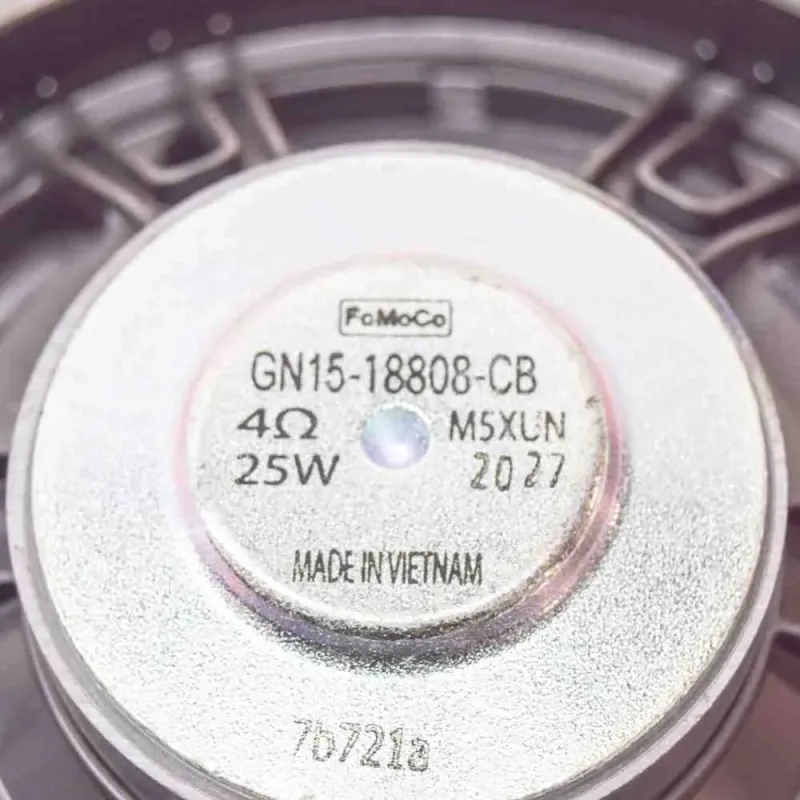 FoMoCo
GN15-18808-CB
4Ω M5XUN
25W 2027
MADE IN VIETNAM
7b721a